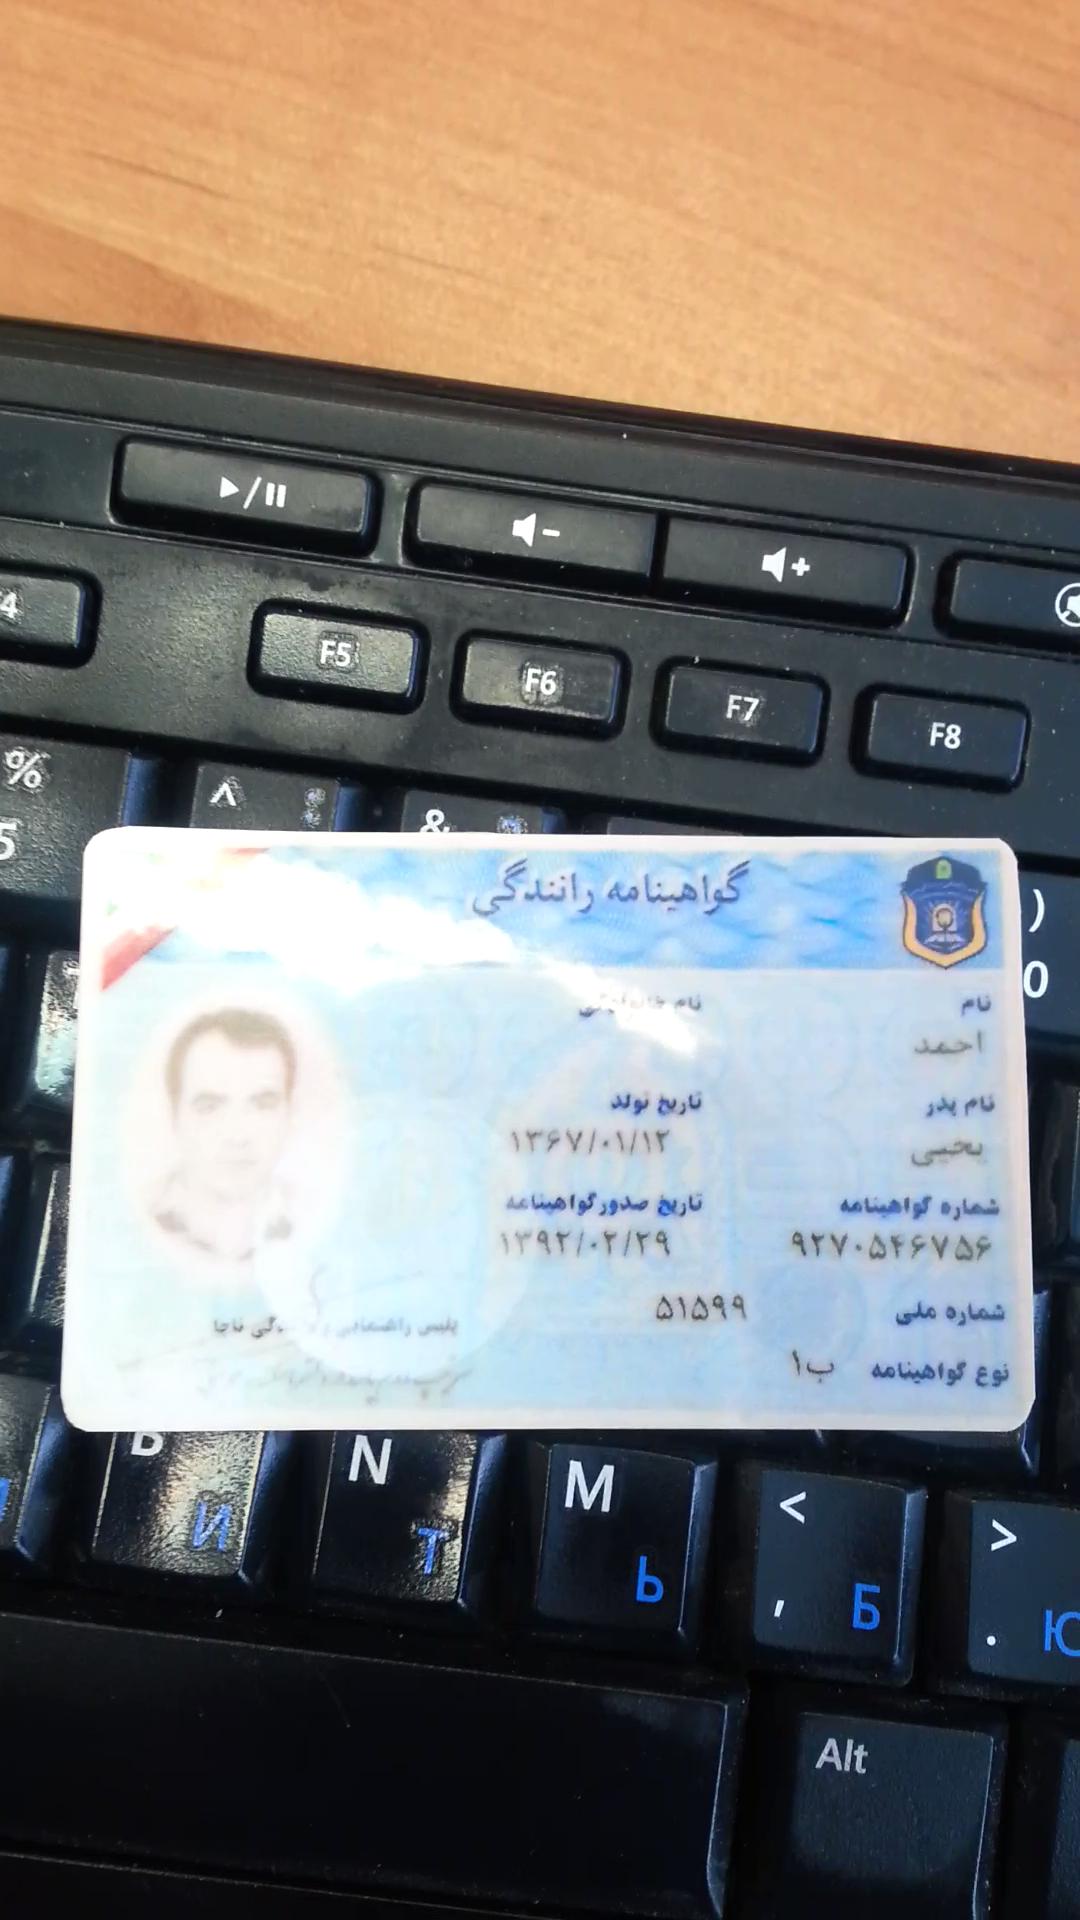 F4
F5
F6
F7
F8
%
5
^
&
)
0
گواهینامه رانندگی
نام
نام خانوادگی
احمد
نام پدر
تاریخ تولد
یحیی
۱۳۶۷/۰۱/۱۲
شماره گواهینامه
تاریخ صدور گواهینامه
۹۲۷۰۵۴۶۷۵۶
۱۳۹۲/۰۲/۲۹
شماره ملی
۵۱۵۹۹
نوع گواهینامه
ب۱
پلیس راهنمایی و رانندگی ناجا
B
И
N
Т
M
Ь
<
,
Б
>
.
Ю
Alt